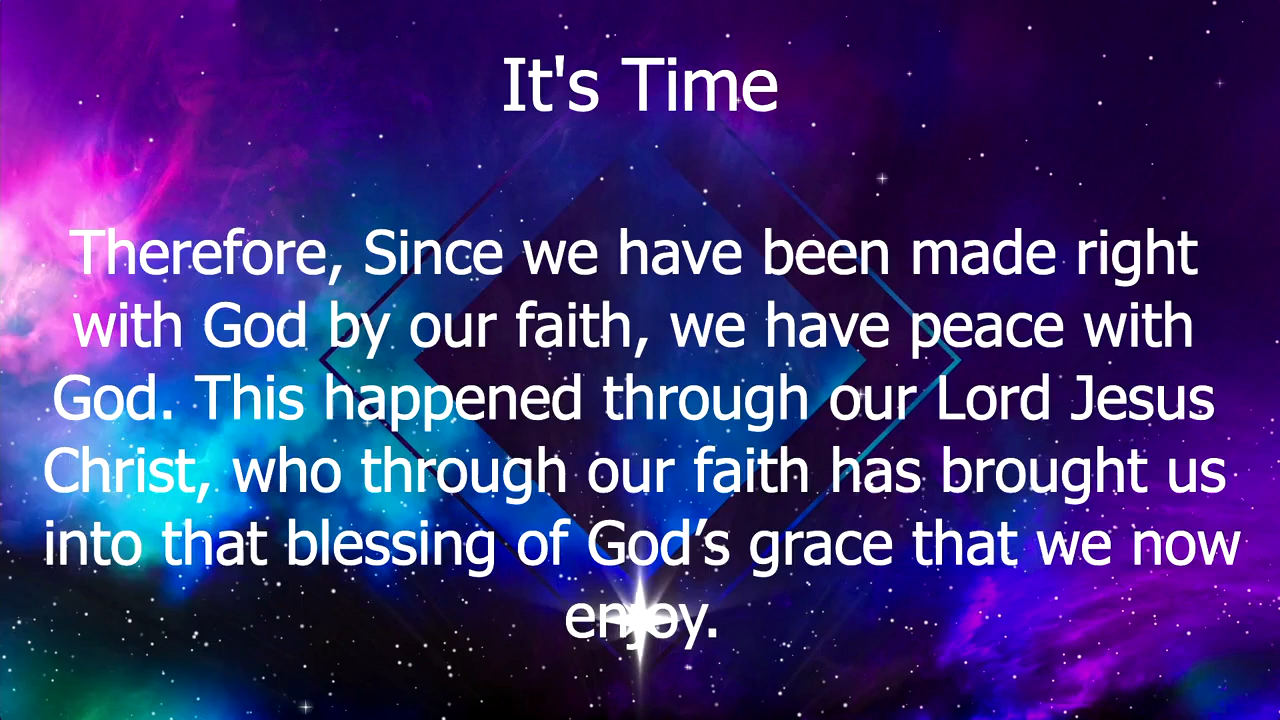 It's Time
Therefore, Since we have been made right
with God by our faith, we have peace with
God. This happened through our Lord Jesus
Christ, who through our faith has brought us
into that blessing of God’s grace that we now
enjoy.